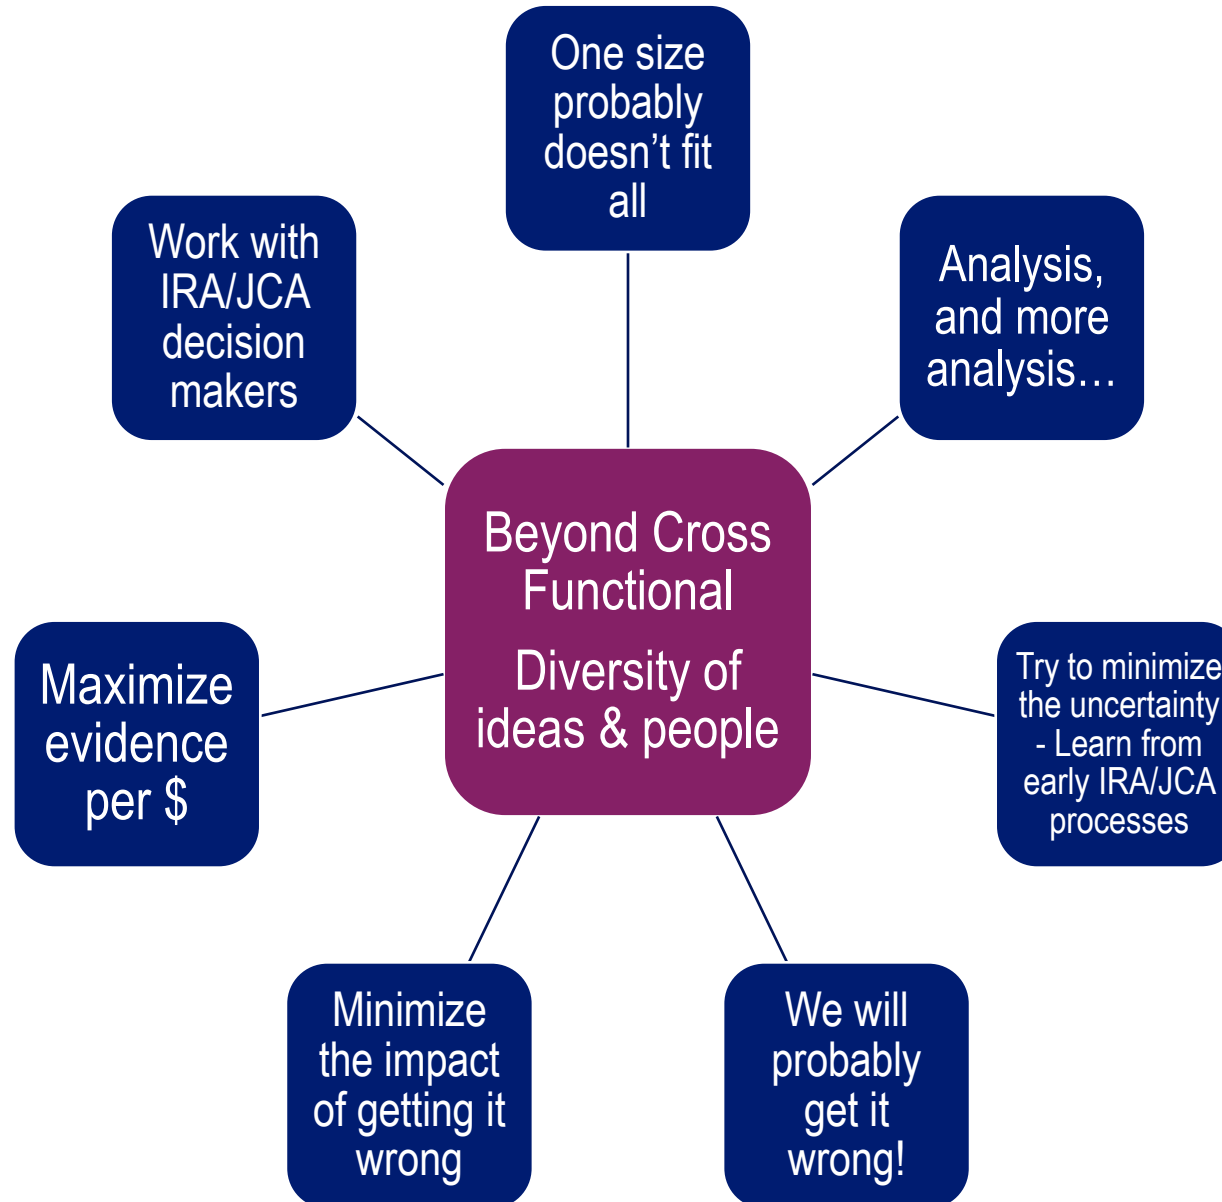 One size
probably
doesn’t fit
all
Analysis,
and more
analysis…
Try to minimize
the uncertainty
- Learn from
early IRA/JCA
processes
We will
probably
get it
wrong!
Minimize
the impact
of getting it
wrong
Maximize
evidence
per $
Work with
IRA/JCA
decision
makers
Beyond Cross
Functional
Diversity of
ideas & people